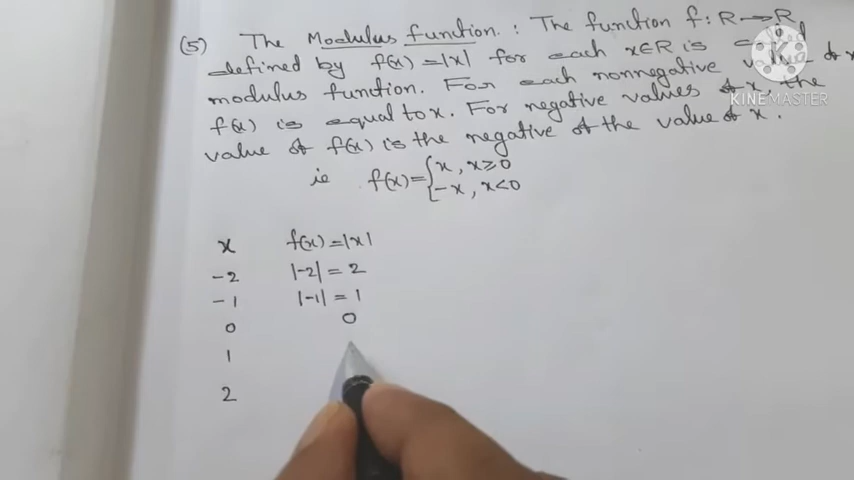 (5) The Modulus function. : The function f: R → R
defined by f(x) = |x| for each x∈R is
modulus function. For each nonnegative value of x
f(x) is equal to x. For negative values of x, the
value of f(x) is the negative of the value of x.
ie f(x) = { x, x≥0
-x, x<0
x f(x) = |x|
-2 |-2| = 2
-1 |-1| = 1
0 0
1
2
KINEMASTER